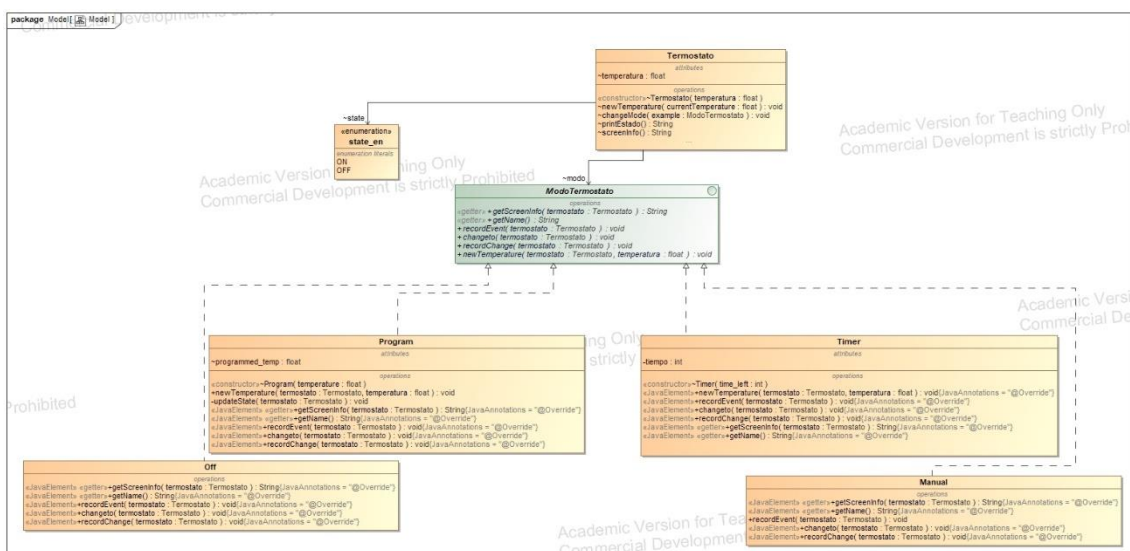 package Model[ Model ]
Termostato
attributes
~temperatura : float
operations
«constructor»~Termostato( temperatura : float )
~newTemperature( currentTemperature : float ) : void
~changeMode( example : ModoTermostato ) : void
~printEstado() : String
~screenInfo() : String
...
~state
«enumeration»
state_en
enumeration literals
ON
OFF
~modo
ModoTermostato
operations
«getter» +getScreenInfo( termostato : Termostato ) : String
«getter» +getName() : String
+recordEvent( termostato : Termostato ) : void
+changeto( termostato : Termostato ) : void
+recordChange( termostato : Termostato ) : void
+newTemperature( termostato : Termostato, temperatura : float ) : void
Program
attributes
~programmed_temp : float
operations
«constructor»~Program( temperature : float )
+newTemperature( termostato : Termostato, temperatura : float ) : void
-updateState( termostato : Termostato ) : void
«JavaElement» «getter»+getScreenInfo( termostato : Termostato ) : String{JavaAnnotations = "@Override"}
«JavaElement» «getter»+getName() : String{JavaAnnotations = "@Override"}
«JavaElement»+recordEvent( termostato : Termostato ) : void{JavaAnnotations = "@Override"}
«JavaElement»+changeto( termostato : Termostato ) : void{JavaAnnotations = "@Override"}
«JavaElement»+recordChange( termostato : Termostato ) : void{JavaAnnotations = "@Override"}
Timer
attributes
-tiempo : int
operations
«constructor»~Timer( time_left : int )
«JavaElement»+newTemperature( termostato : Termostato, temperatura : float ) : void{JavaAnnotations = "@Override"}
«JavaElement»+recordEvent( termostato : Termostato ) : void{JavaAnnotations = "@Override"}
«JavaElement»+changeto( termostato : Termostato ) : void{JavaAnnotations = "@Override"}
«JavaElement»+recordChange( termostato : Termostato ) : void{JavaAnnotations = "@Override"}
«JavaElement» «getter»+getScreenInfo( termostato : Termostato ) : String{JavaAnnotations = "@Override"}
«JavaElement» «getter»+getName() : String{JavaAnnotations = "@Override"}
Off
operations
«JavaElement» «getter»+getScreenInfo( termostato : Termostato ) : String{JavaAnnotations = "@Override"}
«JavaElement» «getter»+getName() : String{JavaAnnotations = "@Override"}
«JavaElement»+recordEvent( termostato : Termostato ) : void{JavaAnnotations = "@Override"}
«JavaElement»+changeto( termostato : Termostato ) : void{JavaAnnotations = "@Override"}
«JavaElement»+recordChange( termostato : Termostato ) : void{JavaAnnotations = "@Override"}
Manual
operations
«JavaElement» «getter»+getScreenInfo( termostato : Termostato ) : String{JavaAnnotations = "@Override"}
«JavaElement» «getter»+getName() : String{JavaAnnotations = "@Override"}
+recordEvent( termostato : Termostato ) : void
«JavaElement»+changeto( termostato : Termostato ) : void{JavaAnnotations = "@Override"}
«JavaElement»+recordChange( termostato : Termostato ) : void{JavaAnnotations = "@Override"}
Academic Version for Teaching Only
Commercial Development is strictly